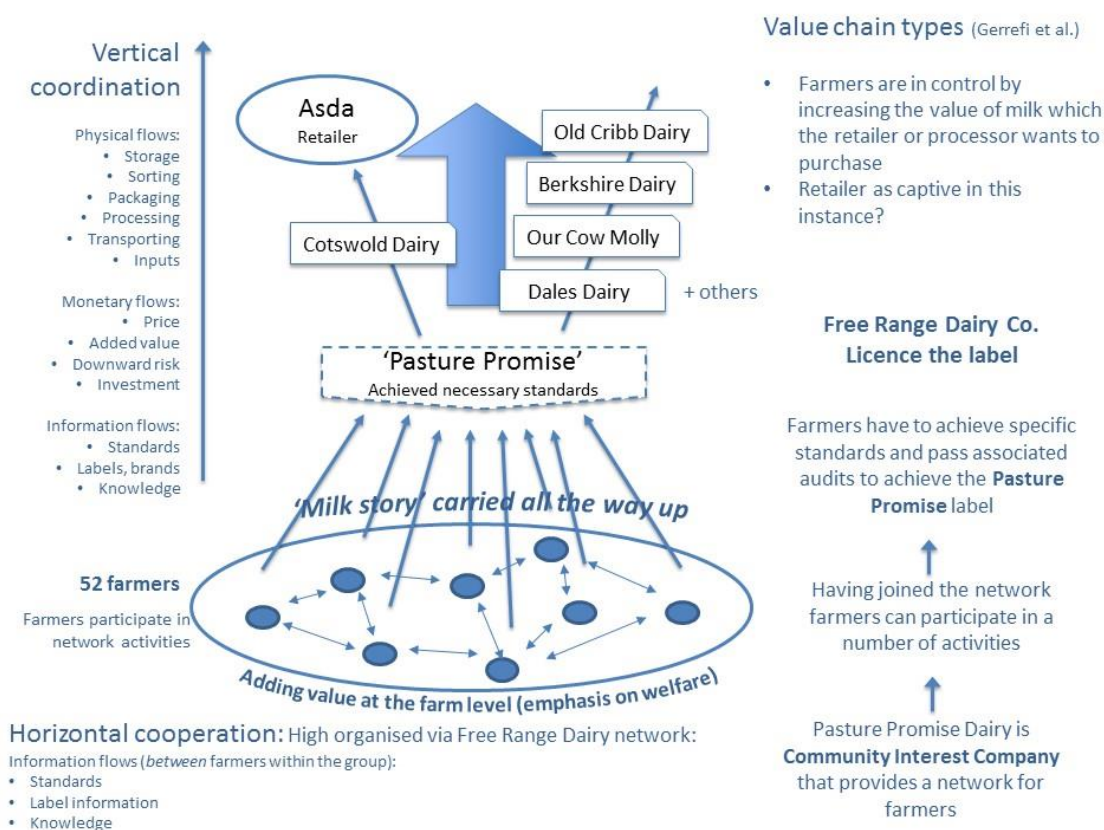 Vertical
coordination
Physical flows:
• Storage
• Sorting
• Packaging
• Processing
• Transporting
• Inputs
Monetary flows:
• Price
• Added value
• Downward risk
• Investment
Information flows:
• Standards
• Labels, brands
• Knowledge
Asda
Retailer
Old Cribb Dairy
Berkshire Dairy
Cotswold Dairy
Our Cow Molly
Dales Dairy
+ others
'Pasture Promise'
Achieved necessary standards
'Milk story' carried all the way up
52 farmers
Farmers participate in
network activities
Adding value at the farm level (emphasis on welfare)
Horizontal cooperation: High organised via Free Range Dairy network:
Information flows (between farmers within the group):
• Standards
• Label information
• Knowledge
Value chain types (Gerrefi et al.)
• Farmers are in control by
increasing the value of milk which
the retailer or processor wants to
purchase
• Retailer as captive in this
instance?
Free Range Dairy Co.
Licence the label
Farmers have to achieve specific
standards and pass associated
audits to achieve the Pasture
Promise label
Having joined the network
farmers can participate in a
number of activities
Pasture Promise Dairy is
Community Interest Company
that provides a network for
farmers